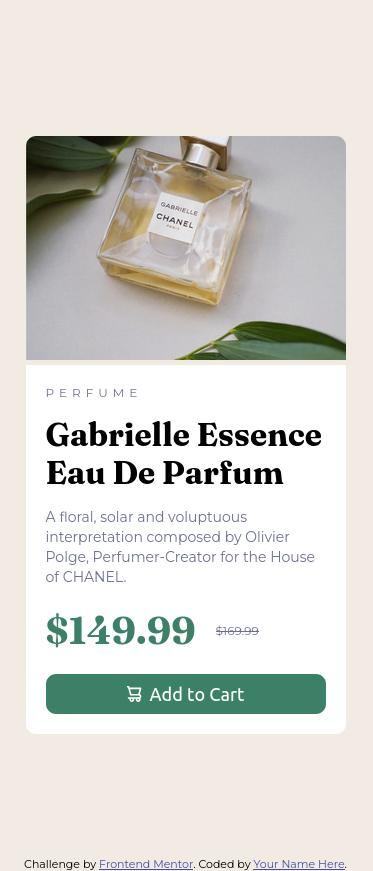 GABRIELLE
CHANEL
PARIS
PERFUME
Gabrielle Essence
Eau De Parfum
A floral, solar and voluptuous
interpretation composed by Olivier
Polge, Perfumer-Creator for the House
of CHANEL.
$149.99 $169.99
Add to Cart
Challenge by Frontend Mentor. Coded by Your Name Here.